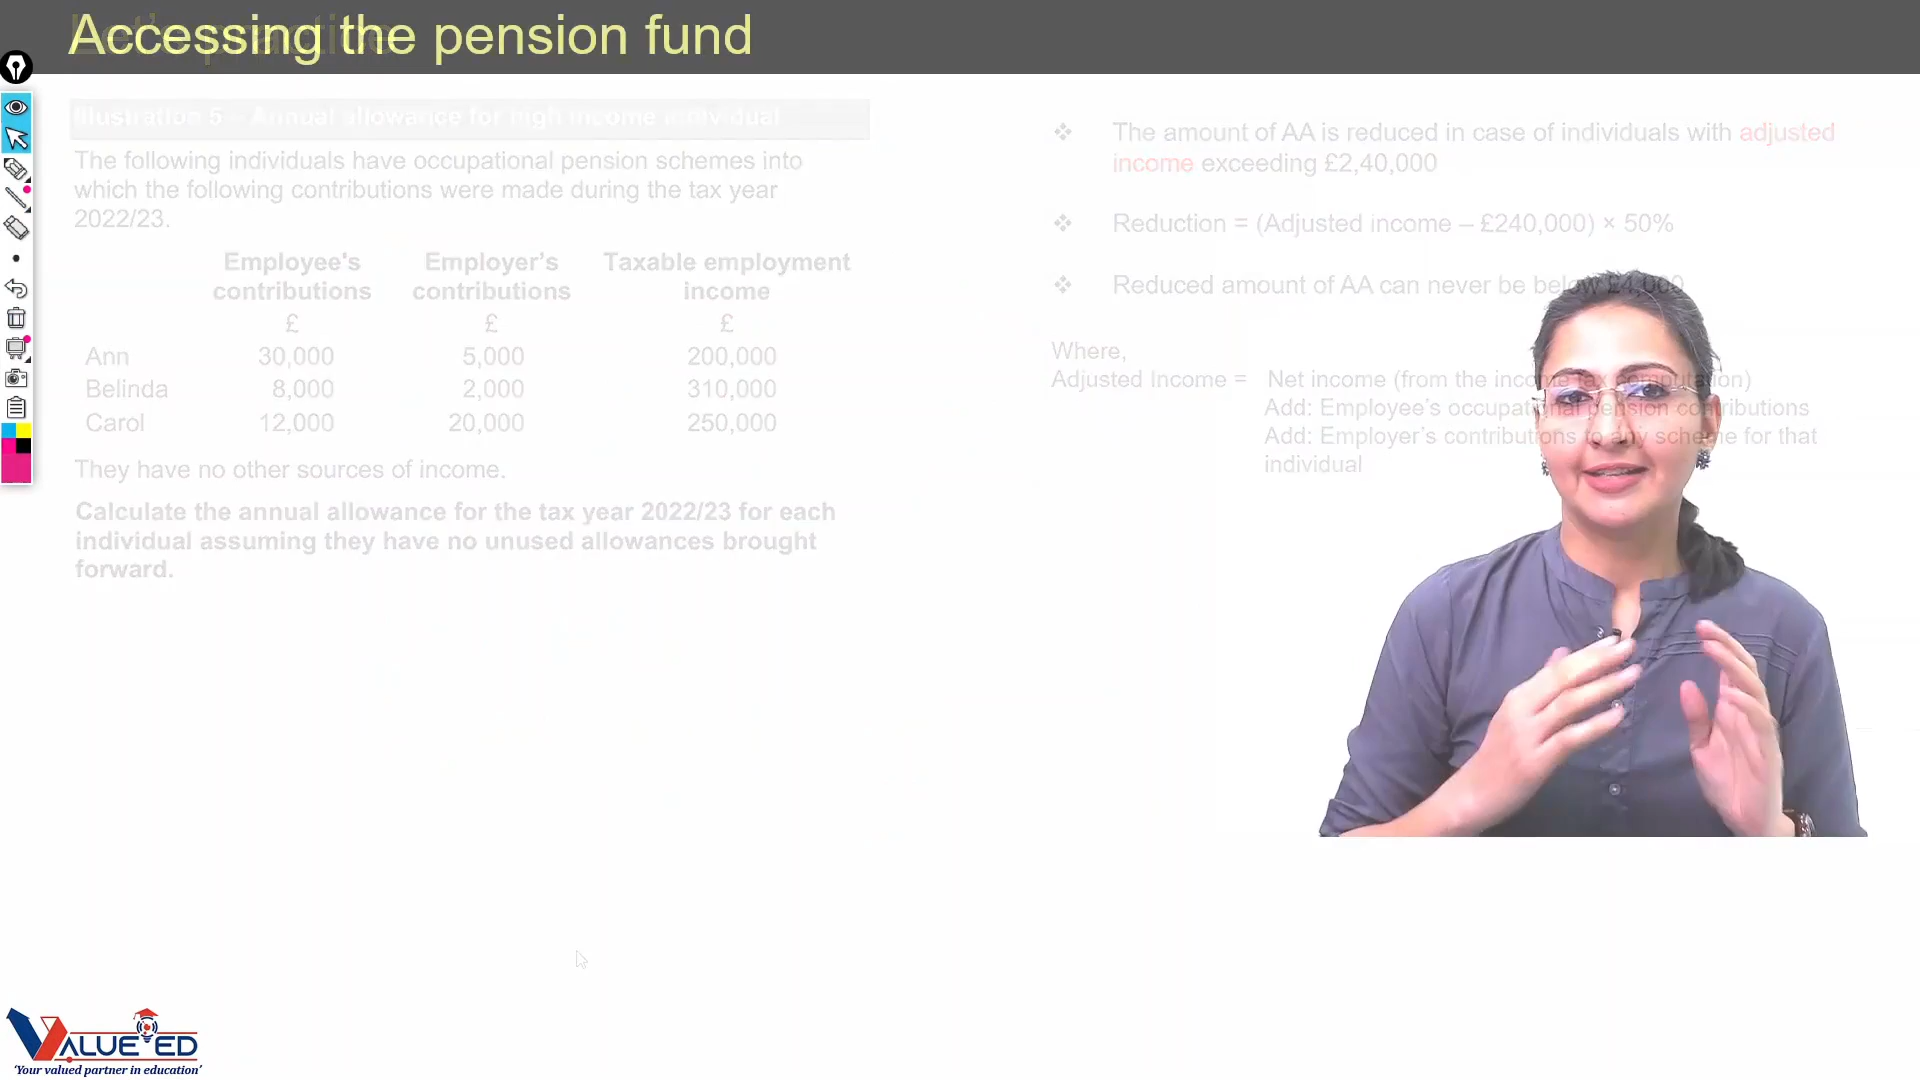 Accessing the pension fund
Illustration 5 – Annual allowance for high income individual
The following individuals have occupational pension schemes into
which the following contributions were made during the tax year
2022/23.
Employee's Employer’s Taxable employment
contributions contributions income
£ £ £
Ann 30,000 5,000 200,000
Belinda 8,000 2,000 310,000
Carol 12,000 20,000 250,000
They have no other sources of income.
Calculate the annual allowance for the tax year 2022/23 for each
individual assuming they have no unused allowances brought
forward.
❖ The amount of AA is reduced in case of individuals with adjusted
income exceeding £2,40,000
❖ Reduction = (Adjusted income – £240,000) × 50%
❖ Reduced amount of AA can never be below £4,000
Where,
Adjusted Income = Net income (from the income tax computation)
Add: Employee’s occupational pension contributions
Add: Employer’s contributions to any scheme for that
individual
VALUE ED
‘Your valued partner in education’